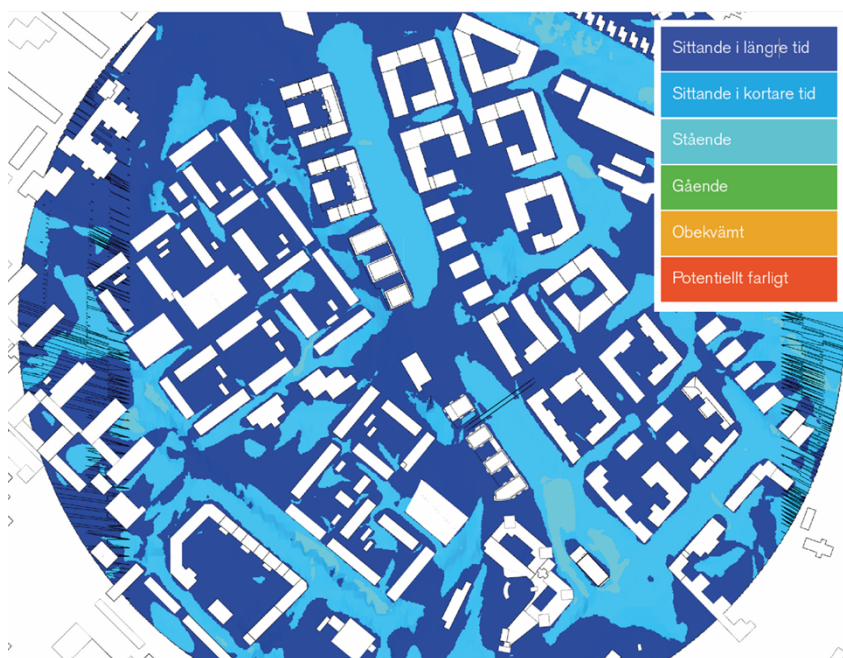 Sittande i längre tid
Sittande i kortare tid
Stående
Gående
Obekvämt
Potentiellt farligt